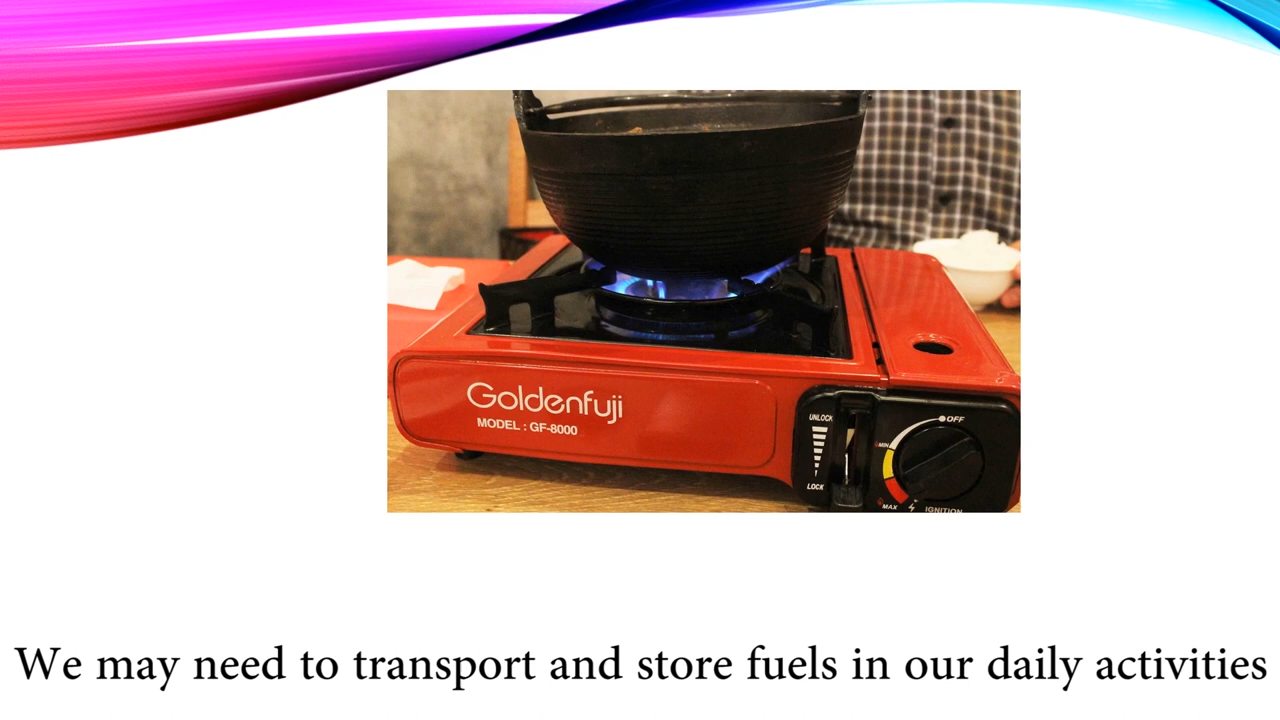 Goldenfuji
MODEL : GF-8000
UNLOCK
LOCK
OFF
MIN
MAX
IGNITION
We may need to transport and store fuels in our daily activities